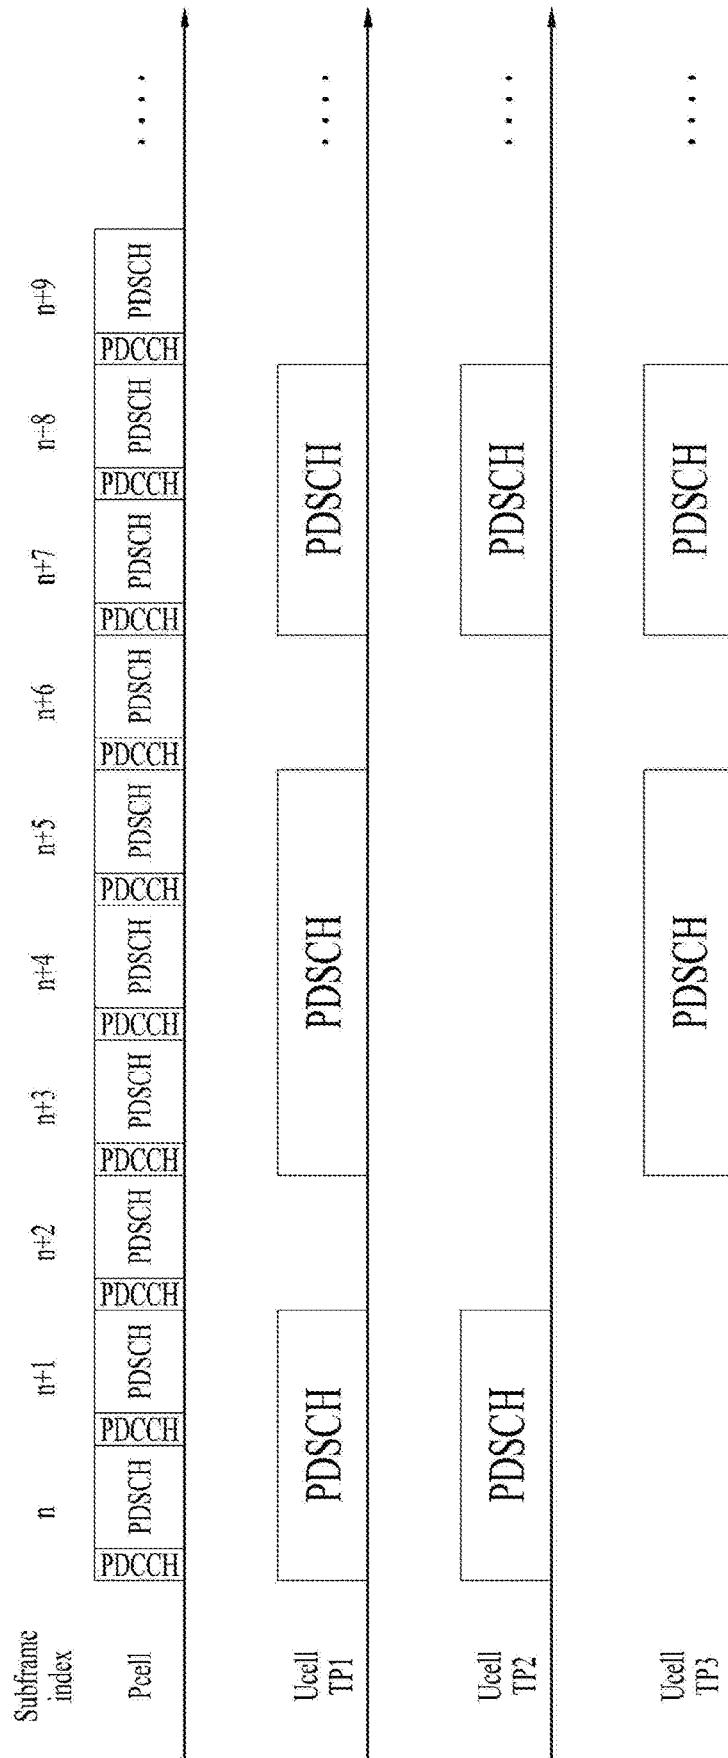 Subframe index n n+1 n+2 n+3 n+4 n+5 n+6 n+7 n+8 n+9
Pcell PDCCH PDSCH PDCCH PDSCH PDCCH PDSCH PDCCH PDSCH PDCCH PDSCH PDCCH PDSCH PDCCH PDSCH PDCCH PDSCH PDCCH PDSCH PDCCH PDSCH ....
Ucell TP1 PDSCH PDSCH PDSCH ....
Ucell TP2 PDSCH PDSCH ....
Ucell TP3 PDSCH PDSCH ....